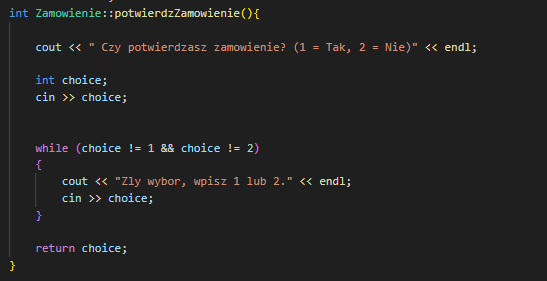 int Zamowienie::potwierdzZamowienie(){
cout << " Czy potwierdzasz zamowienie? (1 = Tak, 2 = Nie)" << endl;
int choice;
cin >> choice;
while (choice != 1 && choice != 2)
{
cout << "Zly wybor, wpisz 1 lub 2." << endl;
cin >> choice;
}
return choice;
}